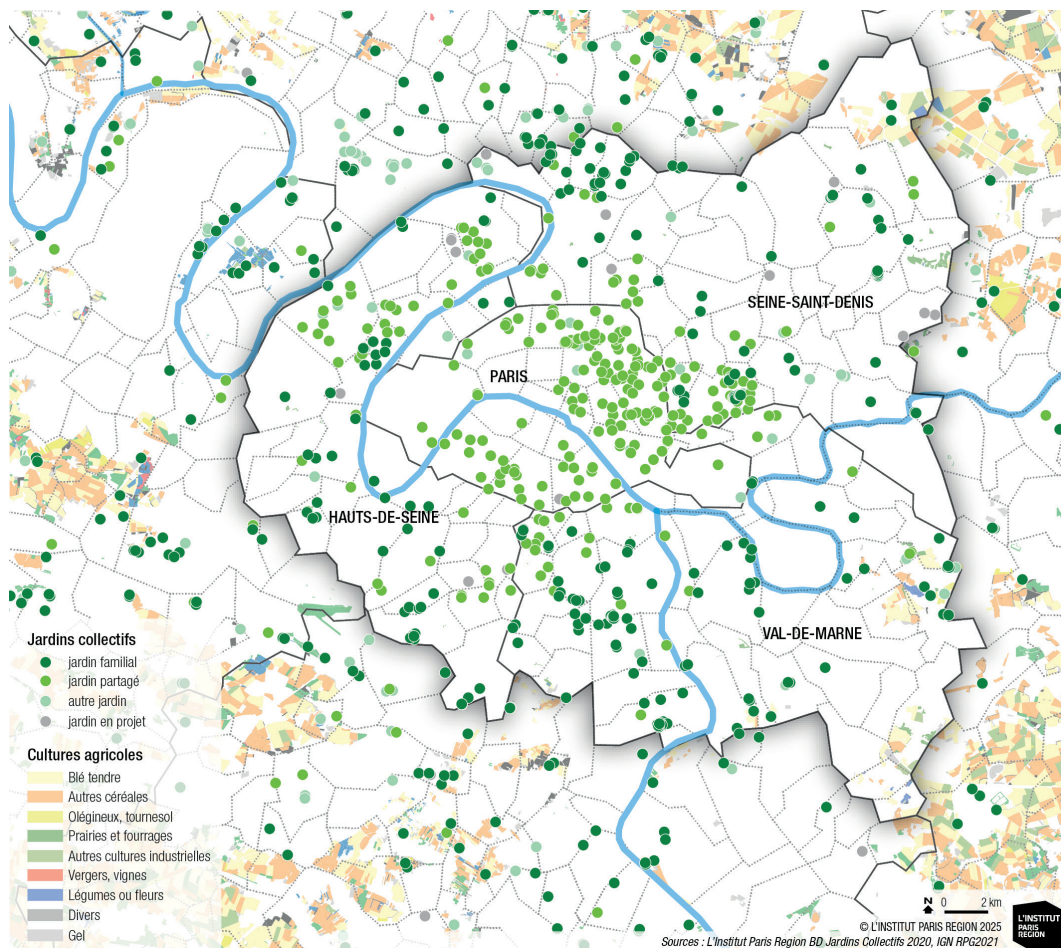 SEINE-SAINT-DENIS
PARIS
HAUTS-DE-SEINE
VAL-DE-MARNE
Jardins collectifs
jardin familial
jardin partagé
autre jardin
jardin en projet
Cultures agricoles
Blé tendre
Autres céréales
Olégineux, tournesol
Prairies et fourrages
Autres cultures industrielles
Vergers, vignes
Légumes ou fleurs
Divers
Gel
N
0 2 km
© L'INSTITUT PARIS REGION 2025
Sources : L'Institut Paris Region BD Jardins Collectifs 2020, IGN RPG2021
L'INSTITUT
PARIS
REGION